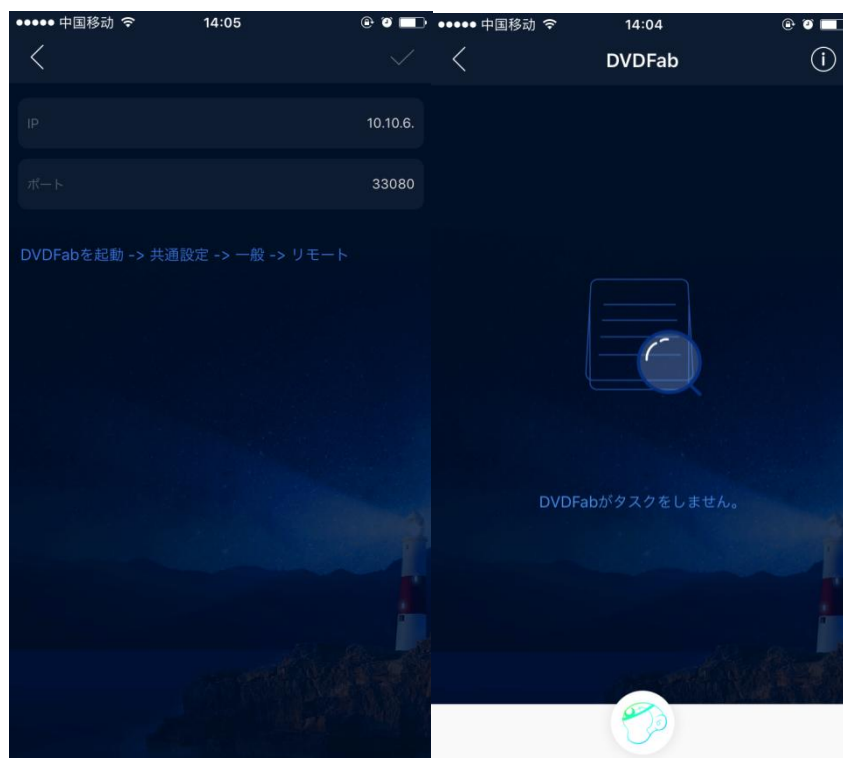 中国移动 14:05
IP 10.10.6.
ポート 33080
DVDFabを起動 -> 共通設定 -> 一般 -> リモート
中国移动 14:04
DVDFab
DVDFabがタスクをしません。